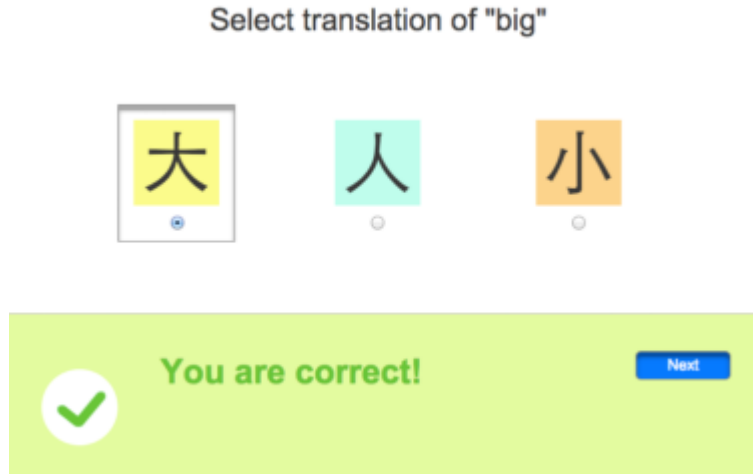 Select translation of "big"
大 人 小
You are correct!
Next